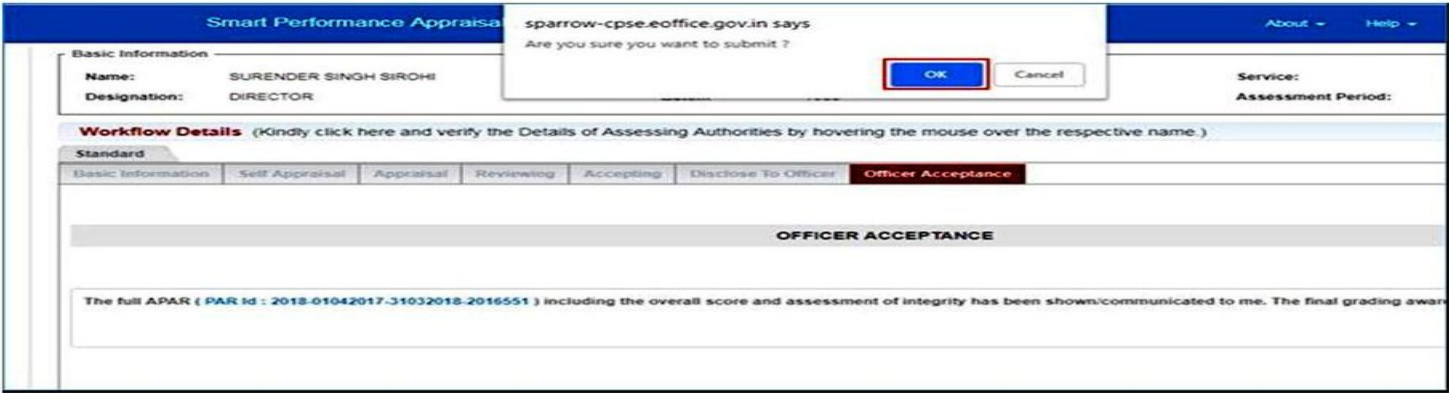 Smart Performance Appraisa
About
Help
sparrow-cpse.eoffice.gov.in says
Are you sure you want to submit ?
OK
Cancel
Basic Information
Name: SURENDER SINGH SIROHI
Service:
Designation: DIRECTOR
Assessment Period:
Workflow Details (Kindly click here and verify the Details of Assessing Authorities by hovering the mouse over the respective name.)
Standard
Basic Information Self Appraisal Appraisal Reviewing Accepting Disclose To Officer Officer Acceptance
OFFICER ACCEPTANCE
The full APAR ( PAR Id : 2018-01042017-31032018-2016551 ) including the overall score and assessment of integrity has been shown/communicated to me. The final grading awar